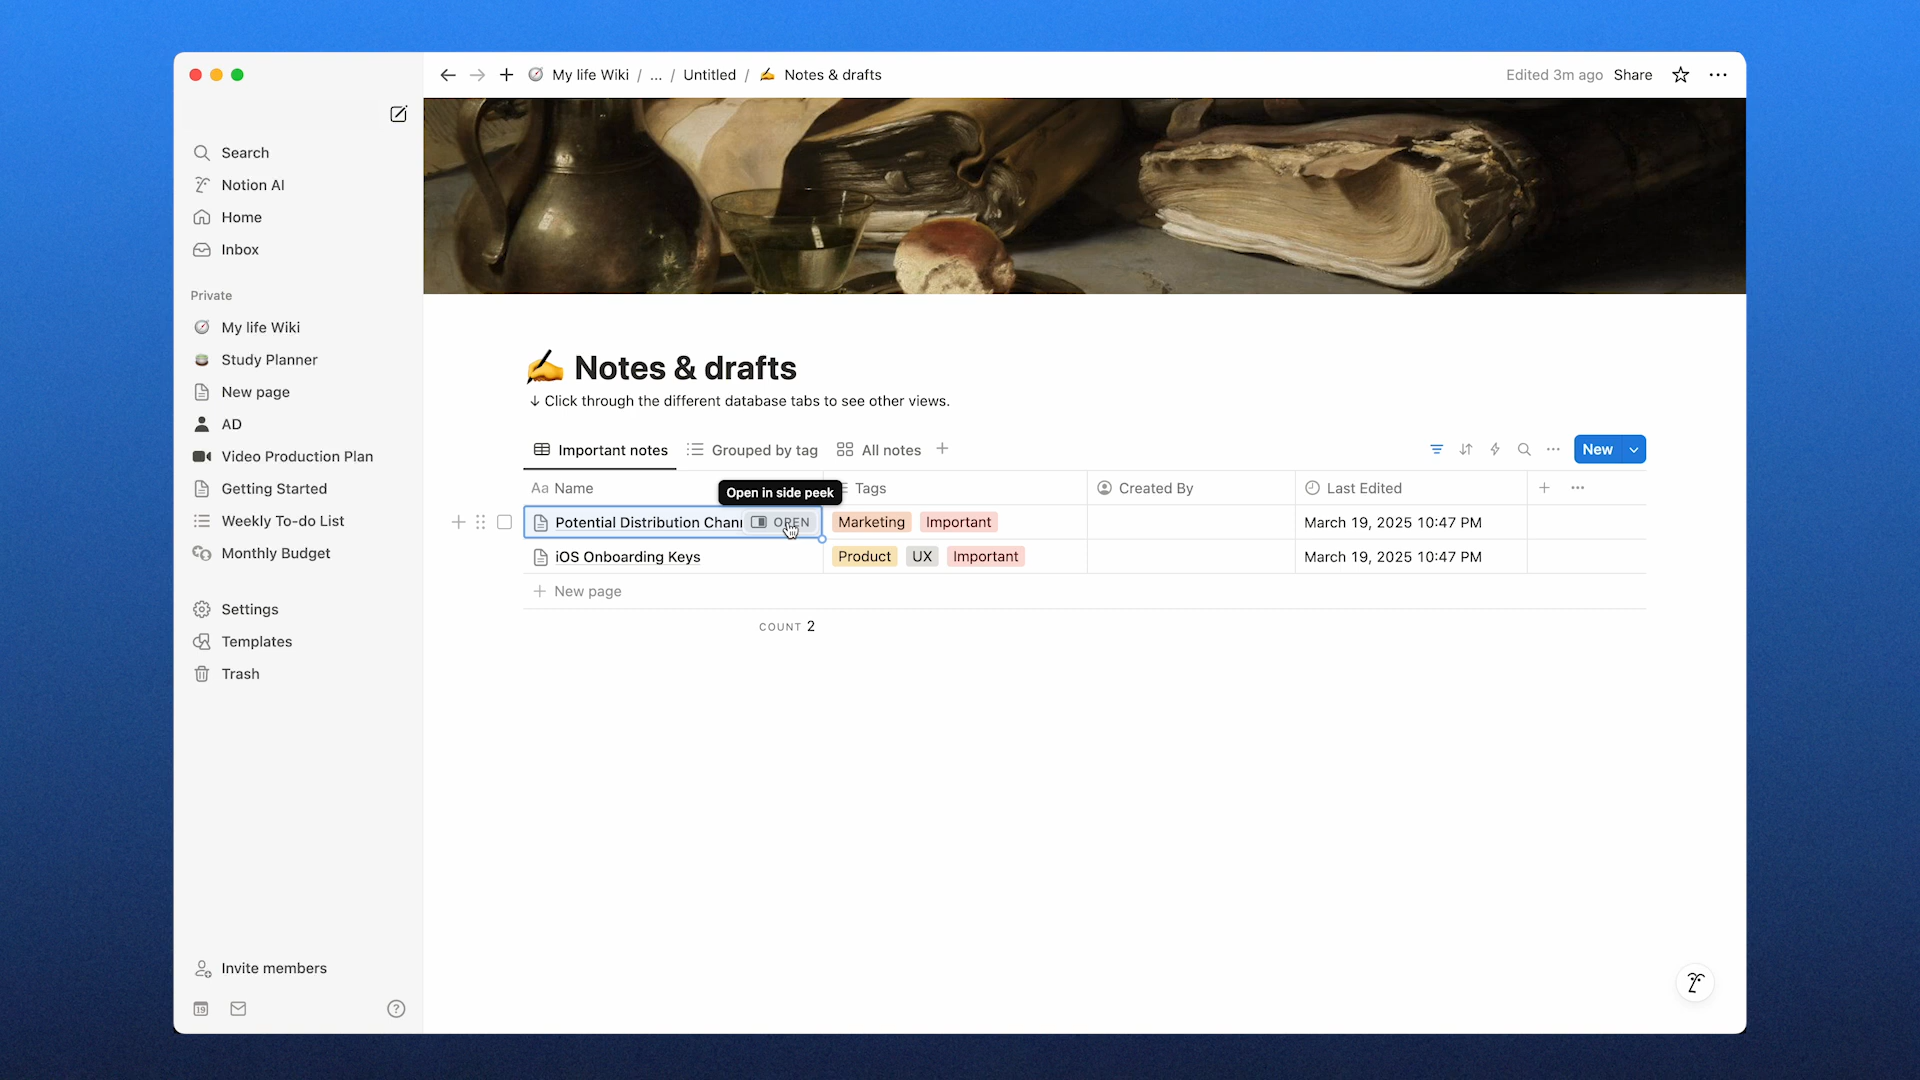 My life Wiki / ... / Untitled / Notes & drafts
Edited 3m ago Share
Search
Notion AI
Home
Inbox
Private
My life Wiki
Study Planner
New page
AD
Video Production Plan
Getting Started
Weekly To-do List
Monthly Budget
Settings
Templates
Trash
Invite members
19
Notes & drafts
↓ Click through the different database tabs to see other views.
Important notes Grouped by tag All notes New
Aa Name Tags Created By Last Edited
Open in side peek
Potential Distribution Chann OPEN Marketing Important March 19, 2025 10:47 PM
iOS Onboarding Keys Product UX Important March 19, 2025 10:47 PM
New page
COUNT 2